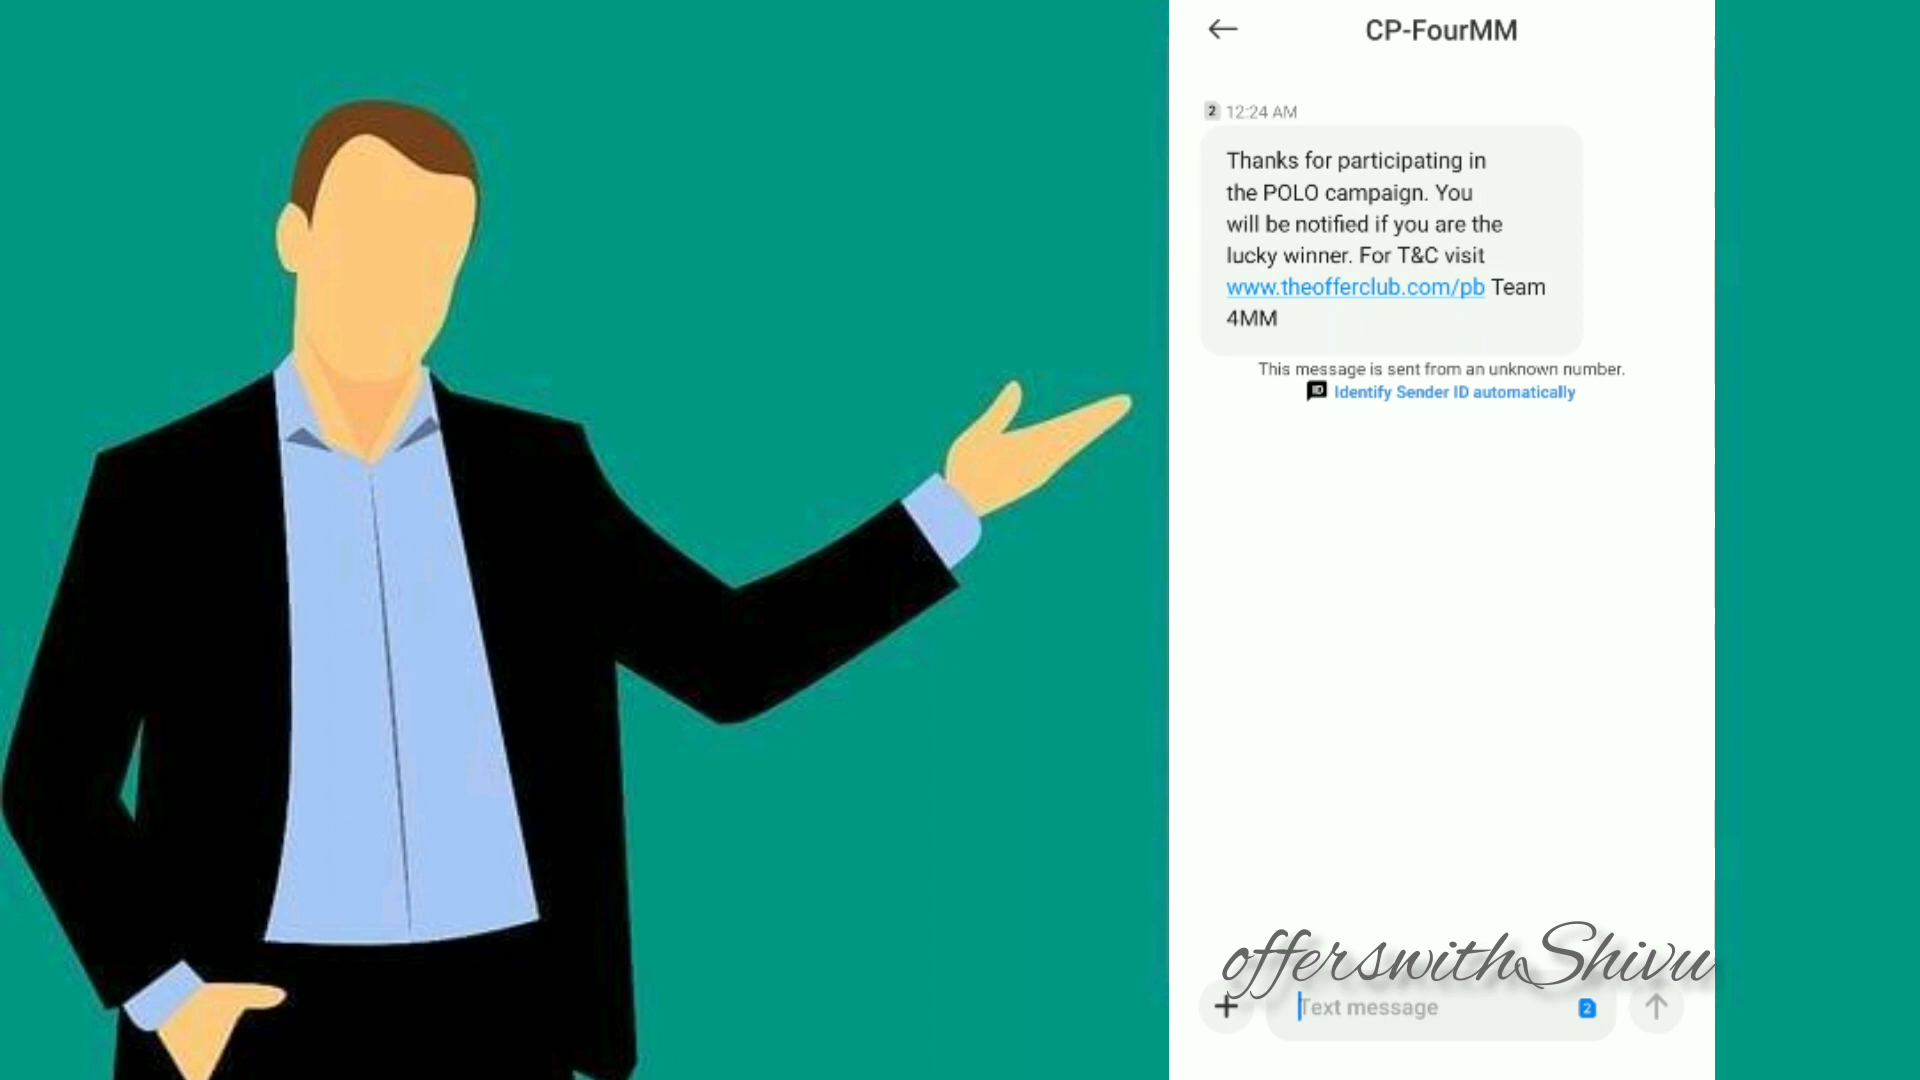 CP-FourMM
2 12:24 AM
Thanks for participating in
the POLO campaign. You
will be notified if you are the
lucky winner. For T&C visit
www.theofferclub.com/pb Team
4MM
This message is sent from an unknown number.
ID Identify Sender ID automatically
offerswithShivu
Text message 2